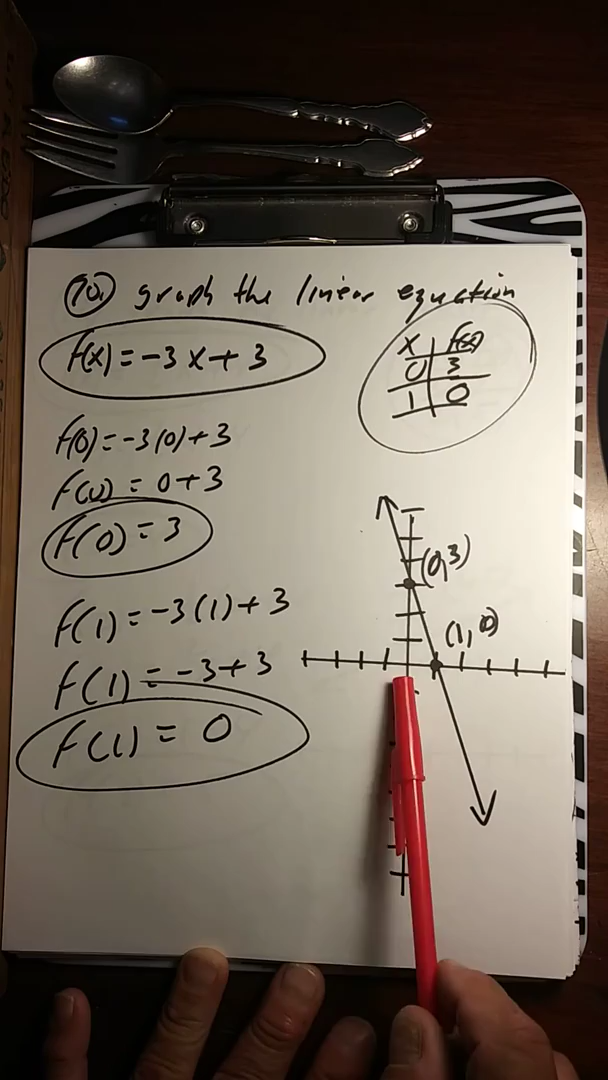 70. graph the linear equation
f(x) = -3x + 3
x f(x)
0 3
1 0
f(0) = -3(0) + 3
f(0) = 0 + 3
f(0) = 3
(0,3)
f(1) = -3(1) + 3
(1,0)
f(1) = -3 + 3
f(1) = 0